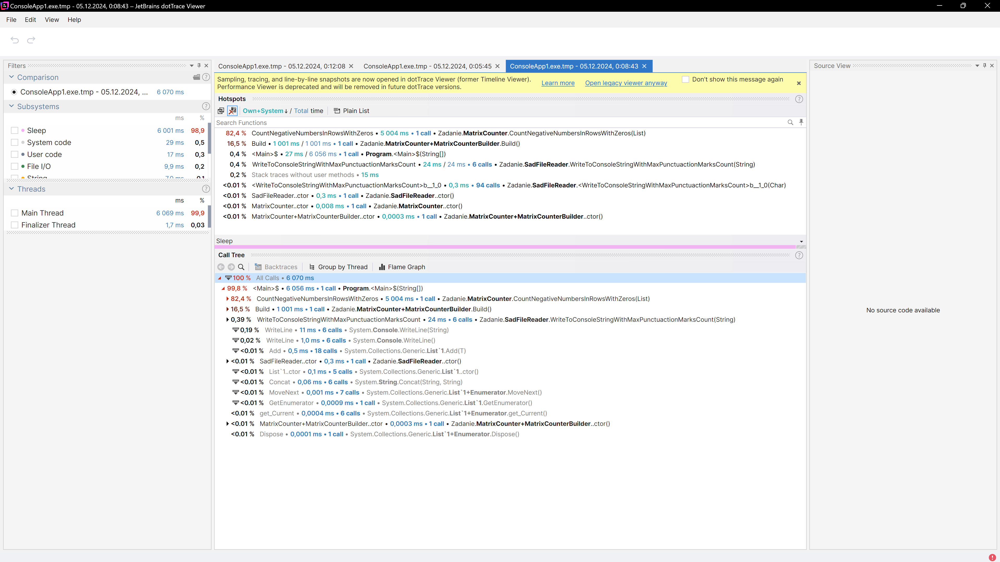 ConsoleApp1.exe.tmp - 05.12.2024, 0:08:43 – JetBrains dotTrace Viewer
File Edit View Help
Filters
Comparison
ConsoleApp1.exe.tmp - 05.12.2024, ... 6 070 ms
Subsystems
ms %
Sleep 6 001 ms 98,9
System code 29 ms 0,5
User code 17 ms 0,3
File I/O 9,9 ms 0,2
String 7,0 ms 0,1
Threads
ms %
Main Thread 6 069 ms 99,9
Finalizer Thread 1,7 ms 0,03
ConsoleApp1.exe.tmp - 05.12.2024, 0:12:08 ConsoleApp1.exe.tmp - 05.12.2024, 0:05:45 ConsoleApp1.exe.tmp - 05.12.2024, 0:08:43
Sampling, tracing, and line-by-line snapshots are now opened in dotTrace Viewer (former Timeline Viewer).
Performance Viewer is deprecated and will be removed in future dotTrace versions.
Learn more Open legacy viewer anyway Don't show this message again
Hotspots
Own+System↓ / Total time Plain List
Search Functions
82,4 % CountNegativeNumbersInRowsWithZeros • 5 004 ms • 1 call • Zadanie.MatrixCounter.CountNegativeNumbersInRowsWithZeros(List)
16,5 % Build • 1 001 ms / 1 001 ms • 1 call • Zadanie.MatrixCounter+MatrixCounterBuilder.Build()
0,4 % <Main>$ • 27 ms / 6 056 ms • 1 call • Program.<Main>$(String[])
0,4 % WriteToConsoleStringWithMaxPunctuactionMarksCount • 24 ms / 24 ms • 6 calls • Zadanie.SadFileReader.WriteToConsoleStringWithMaxPunctuactionMarksCount(String)
0,2 % Stack traces without user methods • 15 ms
<0.01 % <WriteToConsoleStringWithMaxPunctuactionMarksCount>b__1_0 • 0,3 ms • 94 calls • Zadanie.SadFileReader.<WriteToConsoleStringWithMaxPunctuactionMarksCount>b__1_0(Char)
<0.01 % SadFileReader..ctor • 0,3 ms • 1 call • Zadanie.SadFileReader..ctor()
<0.01 % MatrixCounter..ctor • 0,008 ms • 1 call • Zadanie.MatrixCounter..ctor()
<0.01 % MatrixCounter+MatrixCounterBuilder..ctor • 0,0003 ms • 1 call • Zadanie.MatrixCounter+MatrixCounterBuilder..ctor()
Sleep
Call Tree
Backtraces Group by Thread Flame Graph
100 % All Calls • 6 070 ms
99,8 % <Main>$ • 6 056 ms • 1 call • Program.<Main>$(String[])
82,4 % CountNegativeNumbersInRowsWithZeros • 5 004 ms • 1 call • Zadanie.MatrixCounter.CountNegativeNumbersInRowsWithZeros(List)
16,5 % Build • 1 001 ms • 1 call • Zadanie.MatrixCounter+MatrixCounterBuilder.Build()
0,39 % WriteToConsoleStringWithMaxPunctuactionMarksCount • 24 ms • 6 calls • Zadanie.SadFileReader.WriteToConsoleStringWithMaxPunctuactionMarksCount(String)
0,19 % WriteLine • 11 ms • 6 calls • System.Console.WriteLine(String)
0,02 % WriteLine • 1,0 ms • 6 calls • System.Console.WriteLine()
<0.01 % Add • 0,5 ms • 18 calls • System.Collections.Generic.List`1.Add(T)
<0.01 % SadFileReader..ctor • 0,3 ms • 1 call • Zadanie.SadFileReader..ctor()
<0.01 % List`1..ctor • 0,1 ms • 5 calls • System.Collections.Generic.List`1..ctor()
<0.01 % Concat • 0,06 ms • 6 calls • System.String.Concat(String, String)
<0.01 % MoveNext • 0,001 ms • 7 calls • System.Collections.Generic.List`1+Enumerator.MoveNext()
<0.01 % GetEnumerator • 0,0009 ms • 1 call • System.Collections.Generic.List`1.GetEnumerator()
<0.01 % get_Current • 0,0004 ms • 6 calls • System.Collections.Generic.List`1+Enumerator.get_Current()
<0.01 % MatrixCounter+MatrixCounterBuilder..ctor • 0,0003 ms • 1 call • Zadanie.MatrixCounter+MatrixCounterBuilder..ctor()
<0.01 % Dispose • 0,0001 ms • 1 call • System.Collections.Generic.List`1+Enumerator.Dispose()
Source View
No source code available